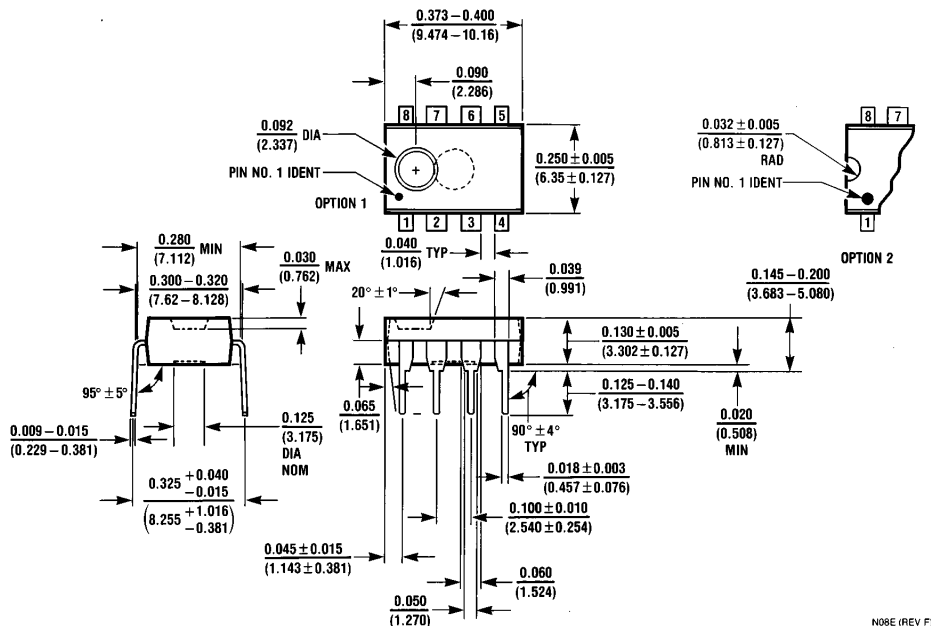 0.373 – 0.400
(9.474 – 10.16)
0.090
(2.286)
8 7 6 5
0.092 DIA
(2.337)
+
PIN NO. 1 IDENT
OPTION 1
1 2 3 4
0.250 ± 0.005
(6.35 ± 0.127)
8 7
0.032 ± 0.005
(0.813 ± 0.127)
RAD
PIN NO. 1 IDENT
1
OPTION 2
0.280 MIN
(7.112)
0.300 – 0.320
(7.62 – 8.128)
0.030 MAX
(0.762)
0.040 TYP
(1.016)
0.039
(0.991)
20° ± 1°
0.145 – 0.200
(3.683 – 5.080)
0.130 ± 0.005
(3.302 ± 0.127)
0.125 – 0.140
(3.175 – 3.556)
0.020
(0.508)
MIN
95° ± 5°
0.009 – 0.015
(0.229 – 0.381)
0.125
(3.175)
DIA
NOM
0.065
(1.651)
90° ± 4°
TYP
0.018 ± 0.003
(0.457 ± 0.076)
0.325 +0.040
–0.015
(8.255 +1.016
–0.381)
0.100 ± 0.010
(2.540 ± 0.254)
0.045 ± 0.015
(1.143 ± 0.381)
0.060
(1.524)
0.050
(1.270)
N08E (REV F)